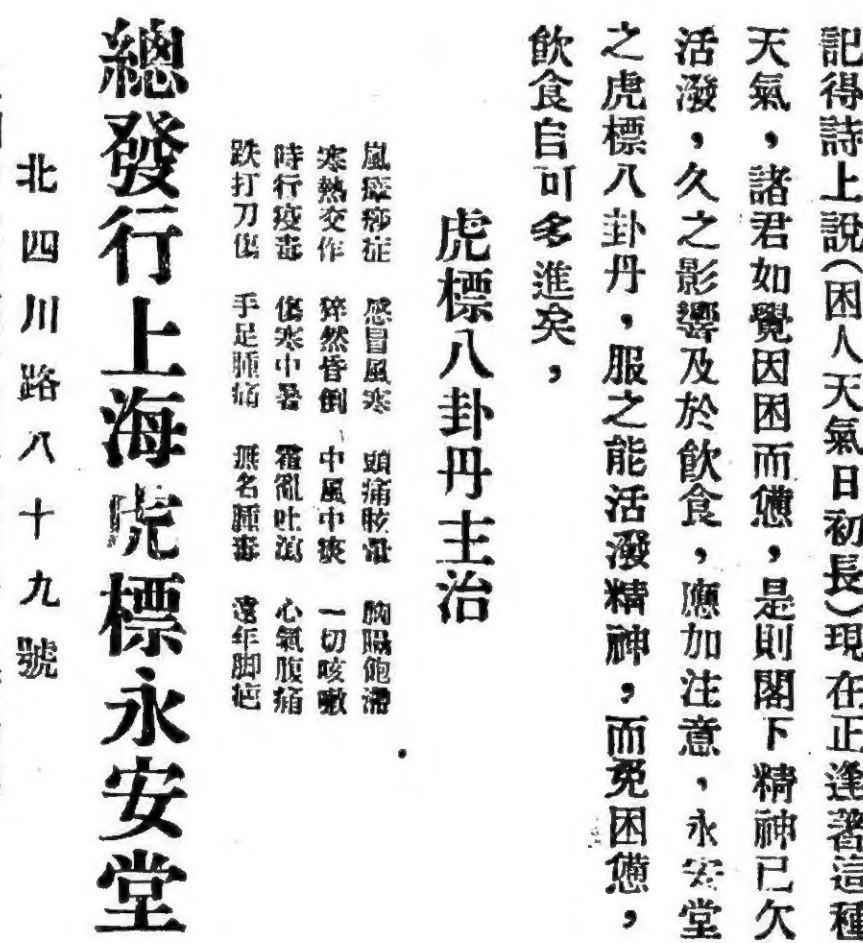 記得詩上說(困人天氣日初長)現在正逢著這種
天氣,諸君如覺因困而憊,是則閣下精神已欠
活潑,久之影響及於飲食,應加注意,永安堂
之虎標八卦丹,服之能活潑精神,而免困憊,
飲食自可多進矣,
虎標八卦丹主治
嵐瘴痧症 感冒風寒 頭痛眩暈 胸隔飽滯
寒熱交作 猝然昏倒 中風中痰 一切咳嗽
時行疫毒 傷寒中暑 霍亂吐瀉 心氣腹痛
跌打刀傷 手足腫痛 無名腫毒 遠年脚疤
總發行上海虎標永安堂
北四川路八十九號